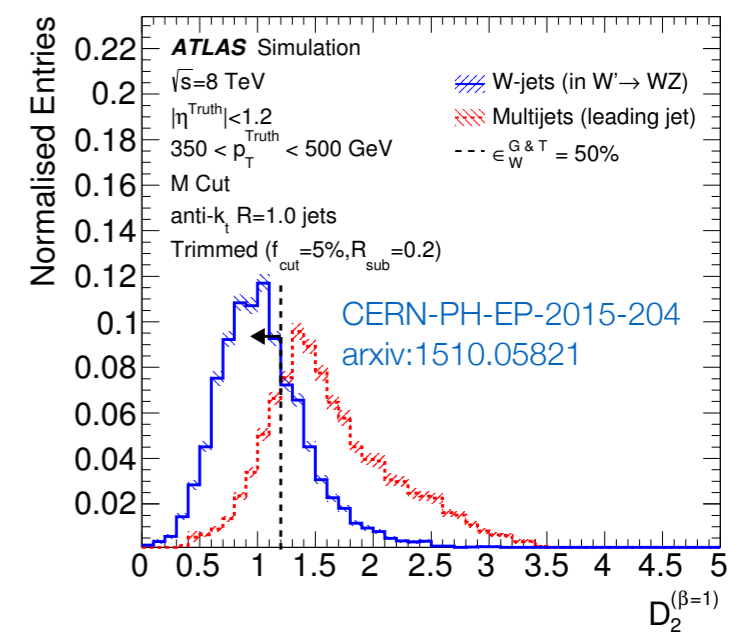 Normalised Entries
0.22
0.2
0.18
0.16
0.14
0.12
0.1
0.08
0.06
0.04
0.02
ATLAS Simulation
√s=8 TeV
|η^Truth|<1.2
350 < p_T^Truth < 500 GeV
M Cut
anti-k_t R=1.0 jets
Trimmed (f_cut=5%,R_sub=0.2)
W-jets (in W'→ WZ)
Multijets (leading jet)
ϵ_W^G & T = 50%
CERN-PH-EP-2015-204
arxiv:1510.05821
0 0.5 1 1.5 2 2.5 3 3.5 4 4.5 5
D_2^(β=1)